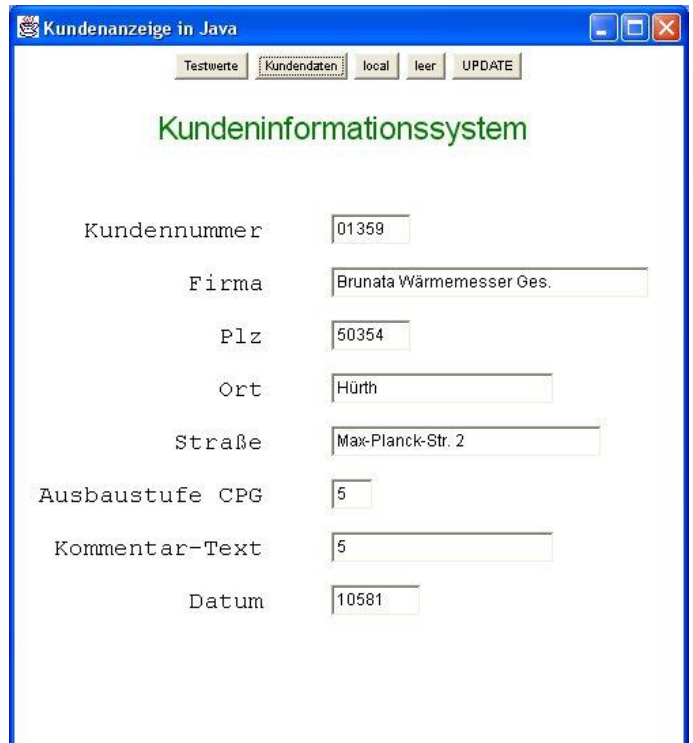 Kundenanzeige in Java
Testwerte Kundendaten local leer UPDATE
Kundeninformationssystem
Kundennummer 01359
Firma Brunata Wärmemesser Ges.
Plz 50354
Ort Hürth
Straße Max-Planck-Str. 2
Ausbaustufe CPG 5
Kommentar-Text 5
Datum 10581